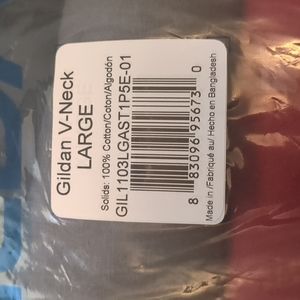 Gildan V-Neck
LARGE
Solids: 100% Cotton/Coton/Algodón
GIL1103LGAST1P5E-01
8 83096 95673 0
Made in /Fabriqué au/ Hecho en Bangladesh